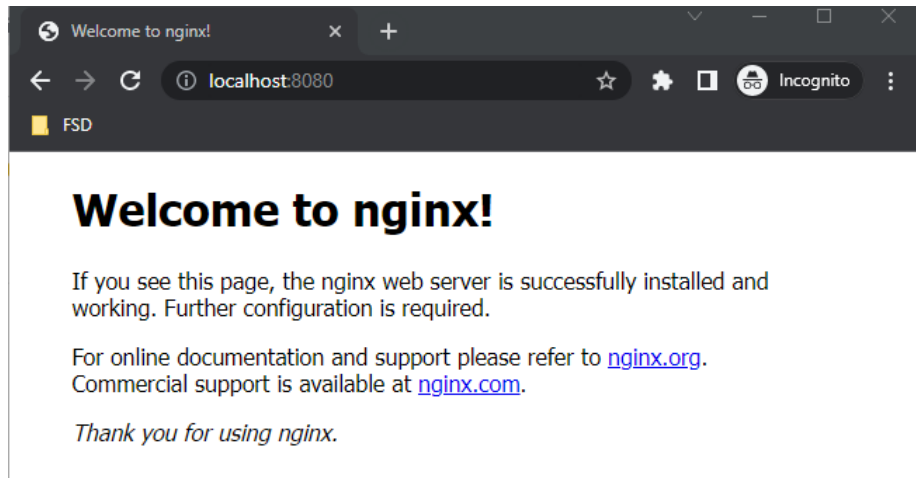 Welcome to nginx!
localhost:8080
Incognito
FSD
Welcome to nginx!
If you see this page, the nginx web server is successfully installed and
working. Further configuration is required.
For online documentation and support please refer to nginx.org.
Commercial support is available at nginx.com.
Thank you for using nginx.